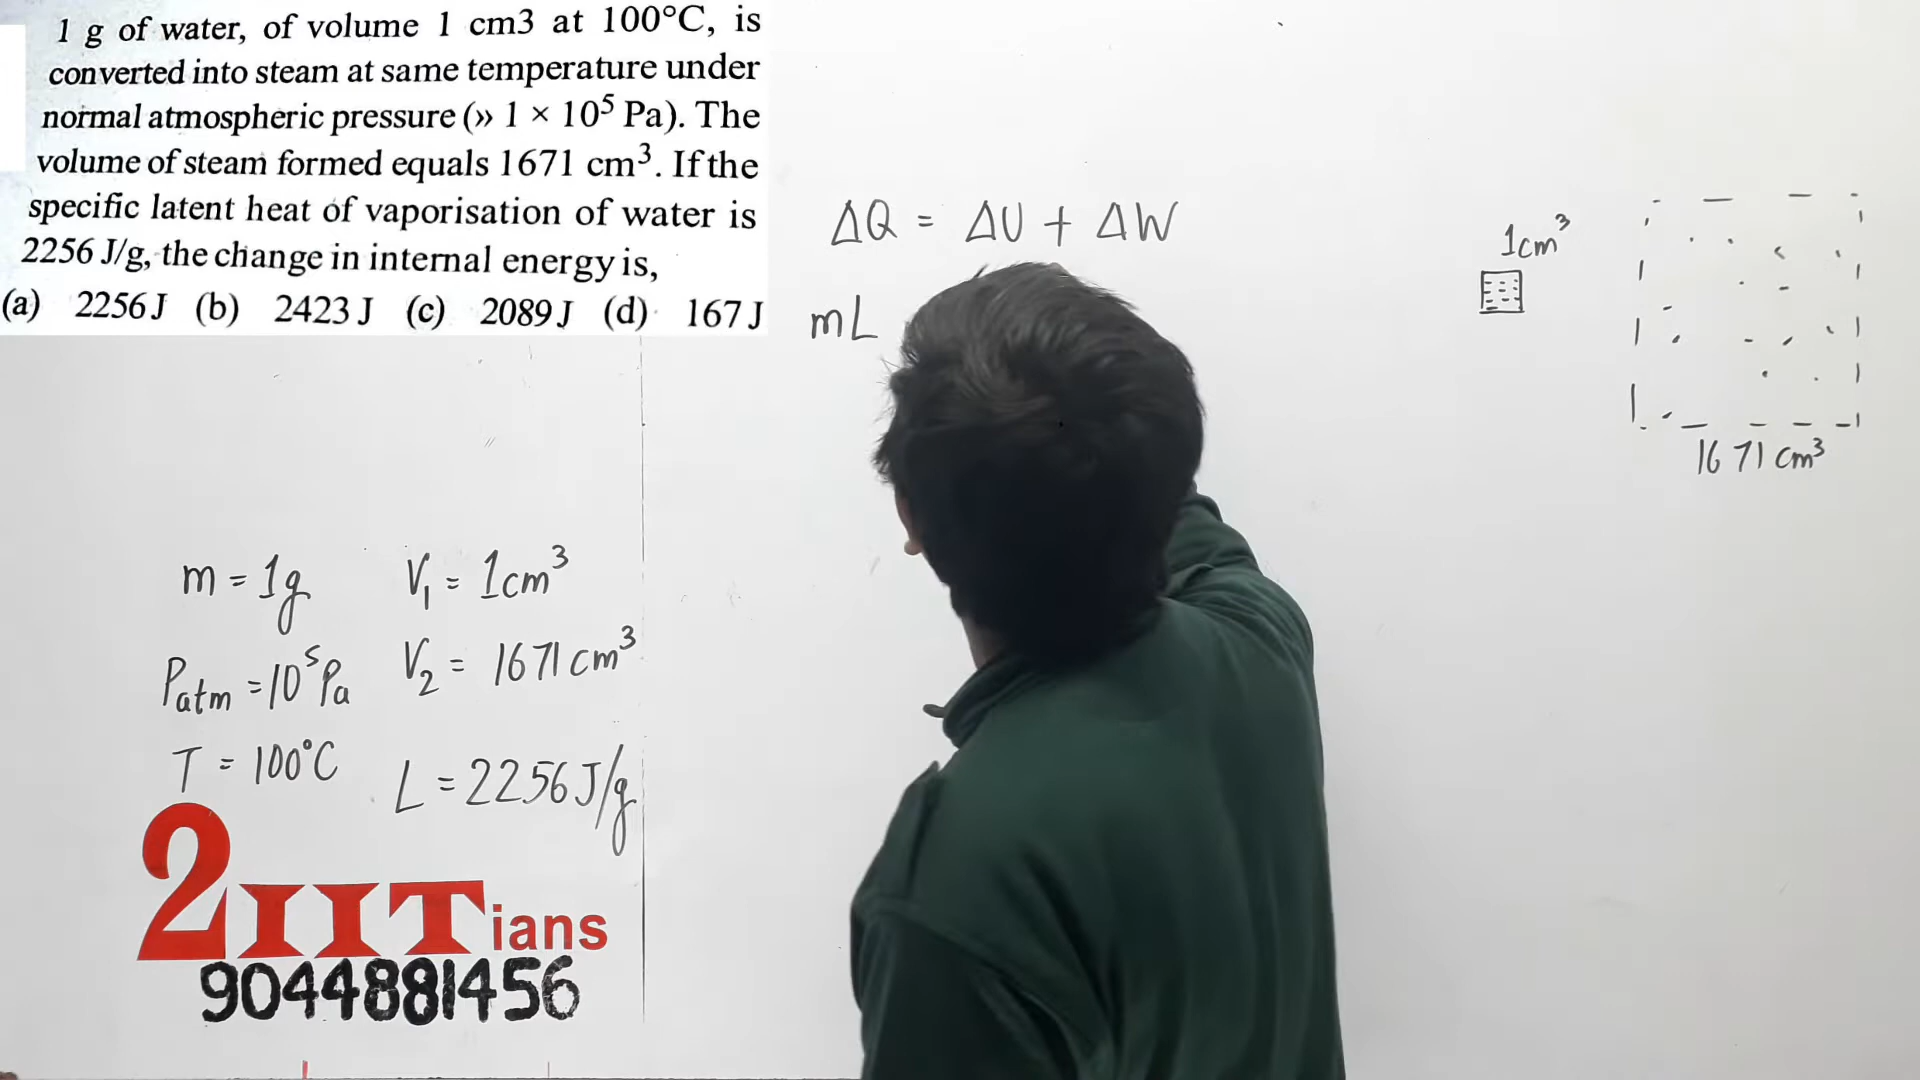 1 g of water, of volume 1 cm3 at 100°C, is
converted into steam at same temperature under
normal atmospheric pressure (» 1 × 10⁵ Pa). The
volume of steam formed equals 1671 cm³. If the
specific latent heat of vaporisation of water is
2256 J/g, the change in internal energy is,
(a) 2256 J (b) 2423 J (c) 2089 J (d) 167 J
ΔQ = ΔU + ΔW
mL
1cm³
1671 cm³
m = 1g V₁ = 1cm³
Patm = 10⁵ Pa V₂ = 1671 cm³
T = 100°C L = 2256 J/g
2IITians
9044881456